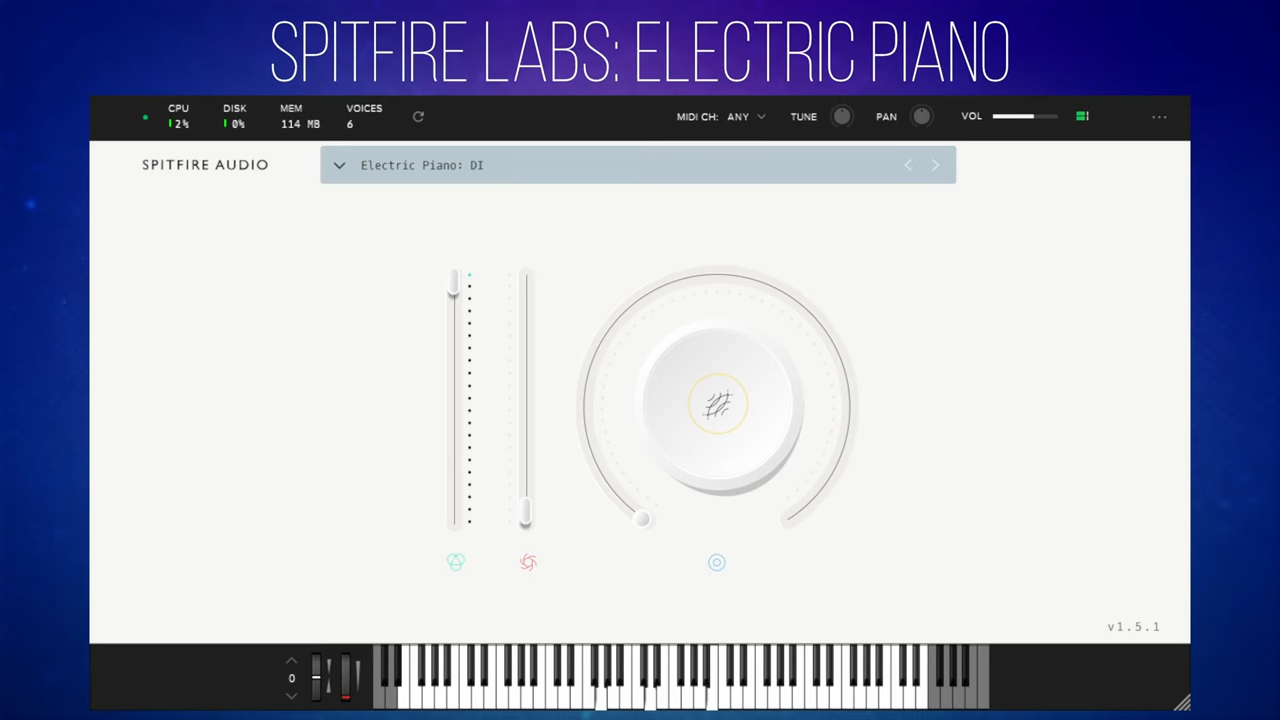 SPITFIRE LABS: ELECTRIC PIANO
CPU DISK MEM VOICES
2% 0% 114 MB 6
MIDI CH: ANY TUNE PAN VOL
SPITFIRE AUDIO
Electric Piano: DI
v1.5.1
0